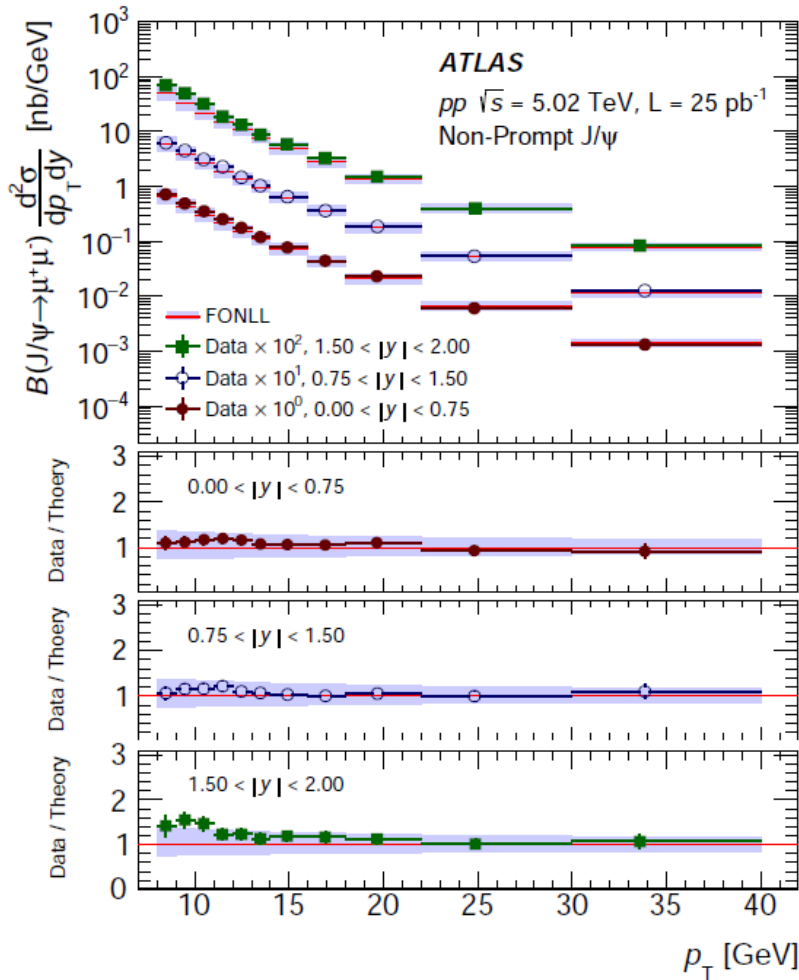 B(J/ψ→μ⁺μ⁻) d²σ/dp_T dy [nb/GeV]
10³
10²
10
1
10⁻¹
10⁻²
10⁻³
10⁻⁴
ATLAS
pp √s = 5.02 TeV, L = 25 pb⁻¹
Non-Prompt J/ψ
FONLL
Data × 10², 1.50 < |y| < 2.00
Data × 10¹, 0.75 < |y| < 1.50
Data × 10⁰, 0.00 < |y| < 0.75
Data / Thoery
3
2
1
0.00 < |y| < 0.75
Data / Thoery
3
2
1
0.75 < |y| < 1.50
Data / Theory
3
2
1
0
1.50 < |y| < 2.00
10 15 20 25 30 35 40
p_T [GeV]